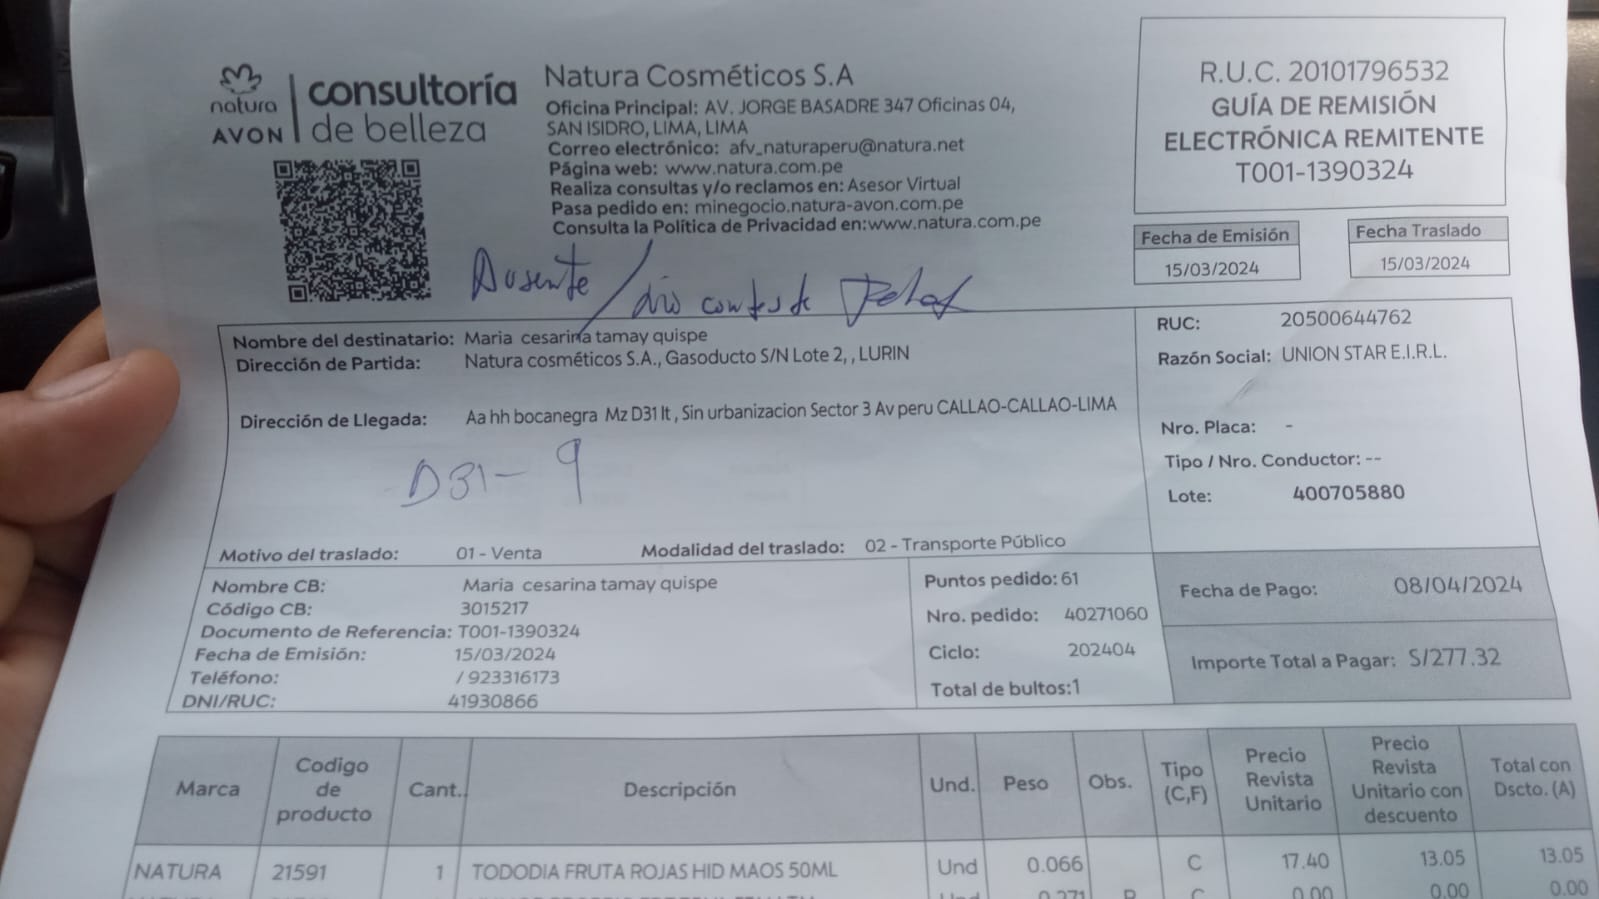 natura
AVON
consultoría
de belleza
Natura Cosméticos S.A
Oficina Principal: AV. JORGE BASADRE 347 Oficinas 04,
SAN ISIDRO, LIMA, LIMA
Correo electrónico: afv_naturaperu@natura.net
Página web: www.natura.com.pe
Realiza consultas y/o reclamos en: Asesor Virtual
Pasa pedido en: minegocio.natura-avon.com.pe
Consulta la Política de Privacidad en:www.natura.com.pe
R.U.C. 20101796532
GUÍA DE REMISIÓN
ELECTRÓNICA REMITENTE
T001-1390324
Fecha de Emisión
15/03/2024
Fecha Traslado
15/03/2024
Ausente / no conteste
Nombre del destinatario: Maria cesarina tamay quispe
Dirección de Partida: Natura cosméticos S.A., Gasoducto S/N Lote 2, , LURIN
Dirección de Llegada: Aa hh bocanegra Mz D31 lt , Sin urbanizacion Sector 3 Av peru CALLAO-CALLAO-LIMA
D31-9
Motivo del traslado: 01 - Venta Modalidad del traslado: 02 - Transporte Público
RUC: 20500644762
Razón Social: UNION STAR E.I.R.L.
Nro. Placa: -
Tipo / Nro. Conductor: --
Lote: 400705880
Nombre CB: Maria cesarina tamay quispe
Código CB: 3015217
Documento de Referencia: T001-1390324
Fecha de Emisión: 15/03/2024
Teléfono: / 923316173
DNI/RUC: 41930866
Puntos pedido: 61
Nro. pedido: 40271060
Ciclo: 202404
Total de bultos:1
Fecha de Pago: 08/04/2024
Importe Total a Pagar: S/277.32
Marca Codigo de producto Cant.. Descripción Und. Peso Obs. Tipo (C,F) Precio Revista Unitario Precio Revista Unitario con descuento Total con Dscto. (A)
NATURA 21591 1 TODODIA FRUTA ROJAS HID MAOS 50ML Und 0.066 C 17.40 13.05 13.05
0.271 0.00 0.00 0.00